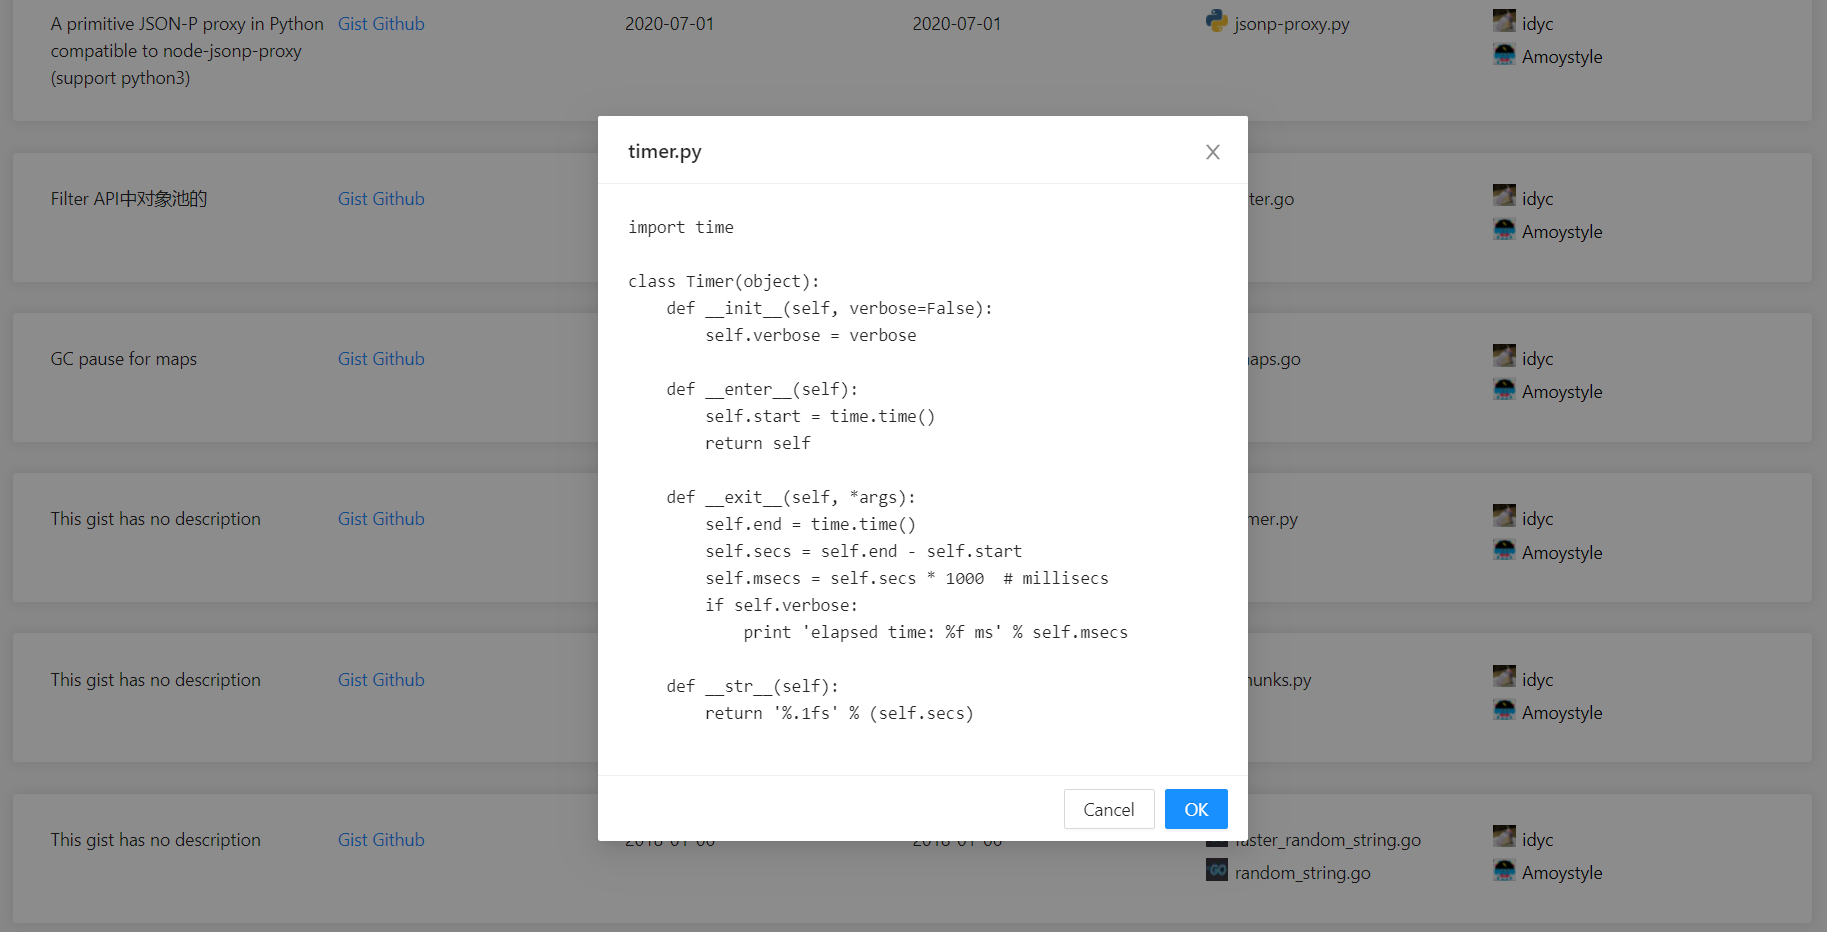 A primitive JSON-P proxy in Python
compatible to node-jsonp-proxy
(support python3)
Gist Github
2020-07-01
2020-07-01
jsonp-proxy.py
idyc
Amoystyle
Filter API中对象池的
Gist Github
ter.go
idyc
Amoystyle
GC pause for maps
Gist Github
aps.go
idyc
Amoystyle
This gist has no description
Gist Github
mer.py
idyc
Amoystyle
This gist has no description
Gist Github
unks.py
idyc
Amoystyle
This gist has no description
Gist Github
faster_random_string.go
random_string.go
idyc
Amoystyle
timer.py
import time
class Timer(object):
    def __init__(self, verbose=False):
        self.verbose = verbose
    def __enter__(self):
        self.start = time.time()
        return self
    def __exit__(self, *args):
        self.end = time.time()
        self.secs = self.end - self.start
        self.msecs = self.secs * 1000  # millisecs
        if self.verbose:
            print 'elapsed time: %f ms' % self.msecs
    def __str__(self):
        return '%.1fs' % (self.secs)
Cancel
OK